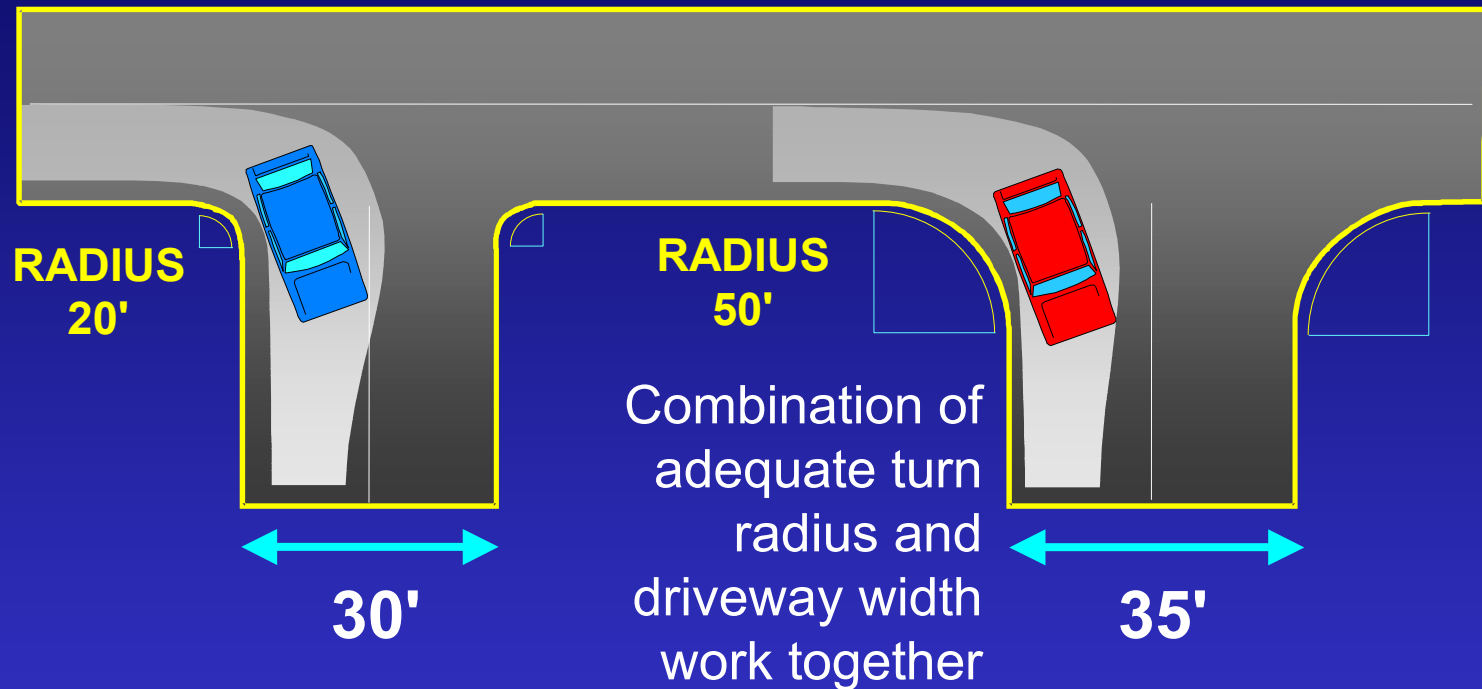 RADIUS
20'
RADIUS
50'
Combination of
adequate turn
radius and
driveway width
work together
30'
35'